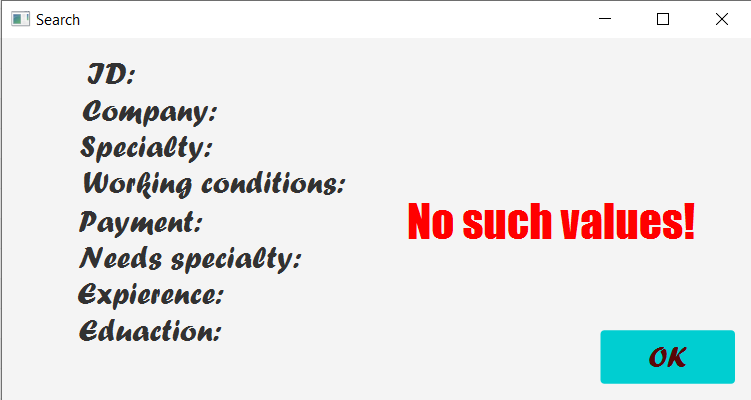 Search
ID:
Company:
Specialty:
Working conditions:
Payment:
No such values!
Needs specialty:
Expierence:
Eduaction:
OK